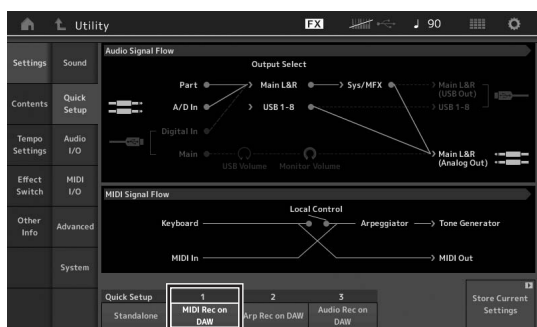 Utility
FX
90
Settings
Sound
Contents
Quick
Setup
Tempo
Settings
Audio
I/O
Effect
Switch
MIDI
I/O
Other
Info
Advanced
System
Audio Signal Flow
Output Select
Part
Main L&R
Sys/MFX
Main L&R
(USB Out)
A/D In
USB 1-8
USB 1-8
Digital In
Main
USB Volume
Monitor Volume
Main L&R
(Analog Out)
MIDI Signal Flow
Local Control
Keyboard
Arpeggiator
Tone Generator
MIDI In
MIDI Out
Quick Setup
1
2
3
Standalone
MIDI Rec on
DAW
Arp Rec on DAW
Audio Rec on
DAW
Store Current
Settings